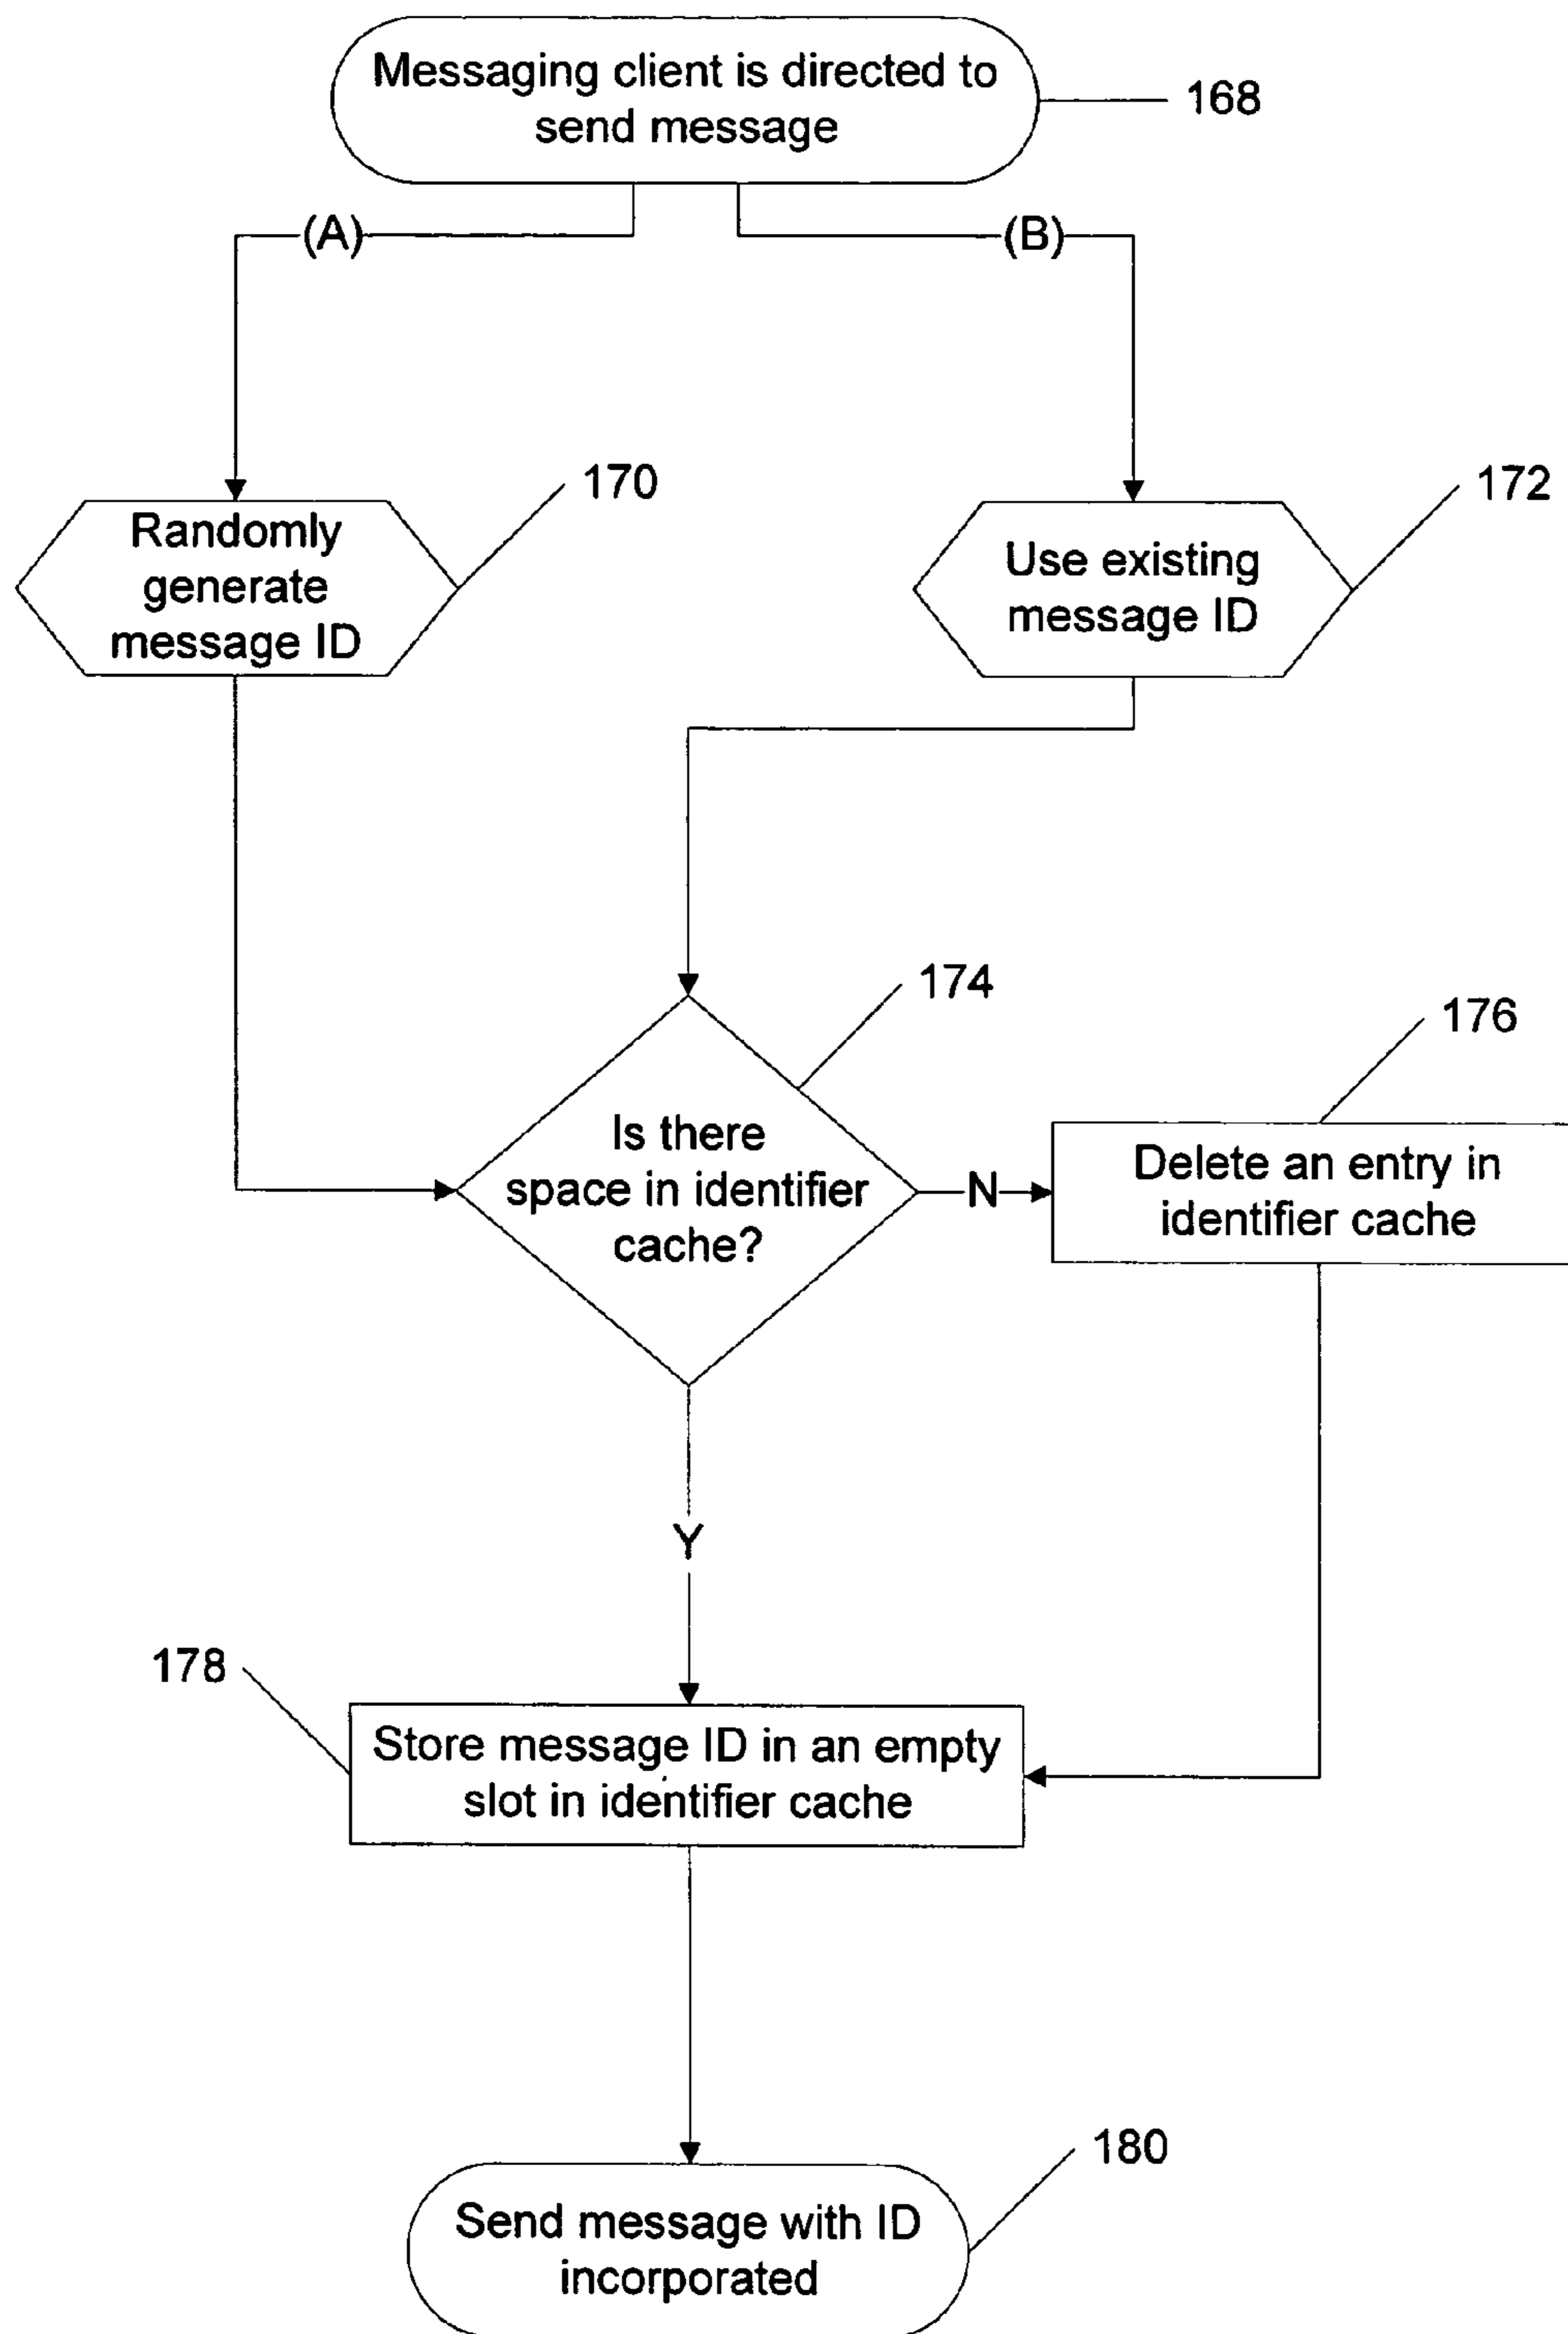 Messaging client is directed to
send message
168
(A)
(B)
170
172
Randomly
generate
message ID
Use existing
message ID
174
176
Is there
space in identifier
cache?
N
Delete an entry in
identifier cache
Y
178
Store message ID in an empty
slot in identifier cache
180
Send message with ID
incorporated